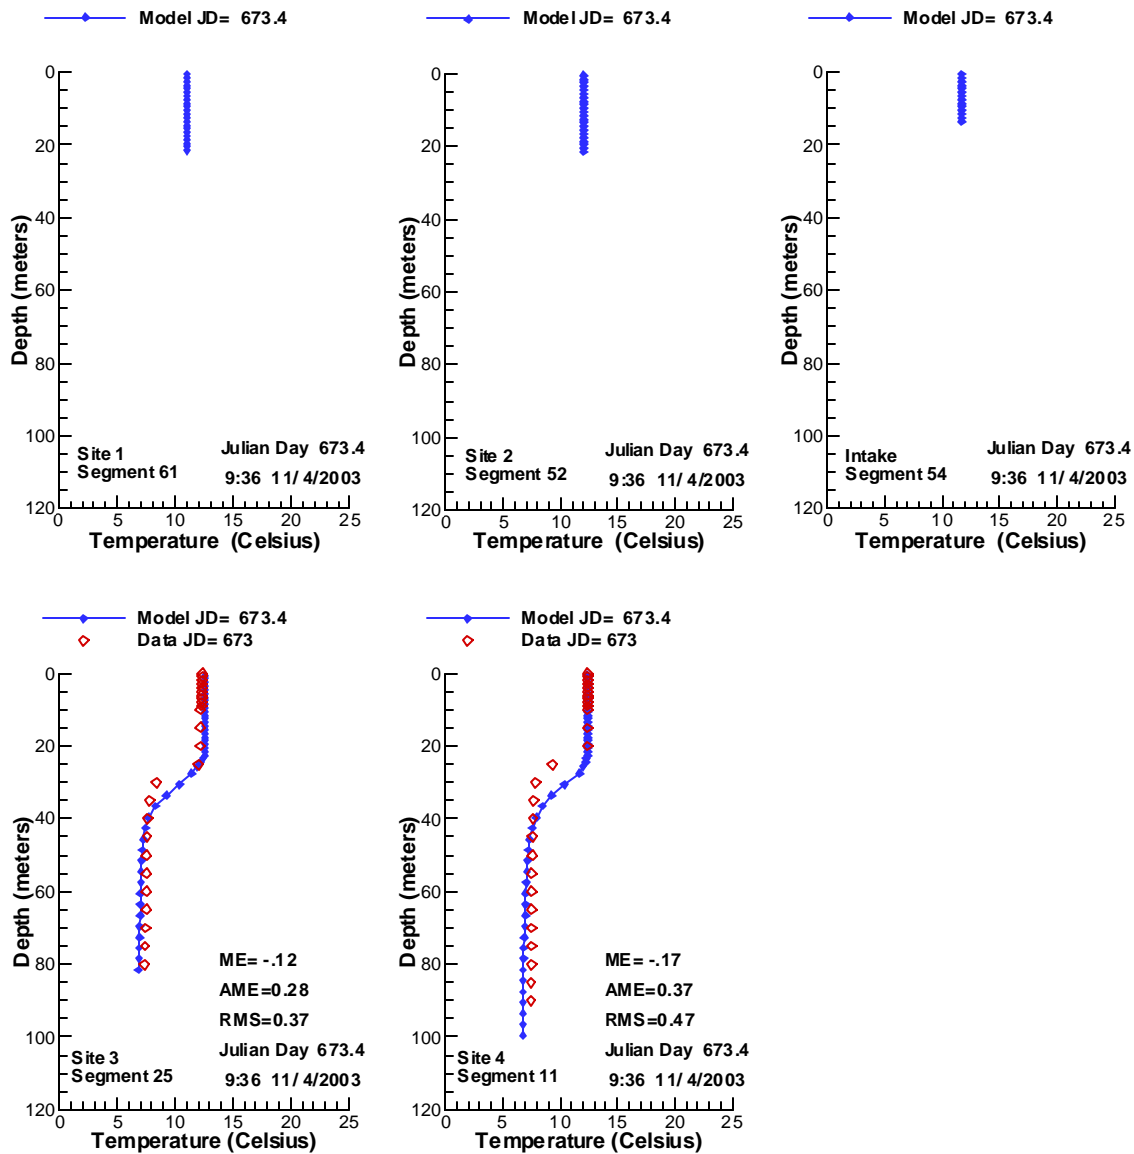 Model JD= 673.4
0
20
40
60
80
100
120
Depth (meters)
Site 1
Segment 61
Julian Day 673.4
9:36 11/ 4/2003
0 5 10 15 20 25
Temperature (Celsius)
Model JD= 673.4
0
20
40
60
80
100
120
Depth (meters)
Site 2
Segment 52
Julian Day 673.4
9:36 11/ 4/2003
0 5 10 15 20 25
Temperature (Celsius)
Model JD= 673.4
0
20
40
60
80
100
120
Depth (meters)
Intake
Segment 54
Julian Day 673.4
9:36 11/ 4/2003
0 5 10 15 20 25
Temperature (Celsius)
Model JD= 673.4
Data JD= 673
0
20
40
60
80
100
120
Depth (meters)
ME= -.12
AME=0.28
RMS=0.37
Site 3
Segment 25
Julian Day 673.4
9:36 11/ 4/2003
0 5 10 15 20 25
Temperature (Celsius)
Model JD= 673.4
Data JD= 673
0
20
40
60
80
100
120
Depth (meters)
ME= -.17
AME=0.37
RMS=0.47
Site 4
Segment 11
Julian Day 673.4
9:36 11/ 4/2003
0 5 10 15 20 25
Temperature (Celsius)